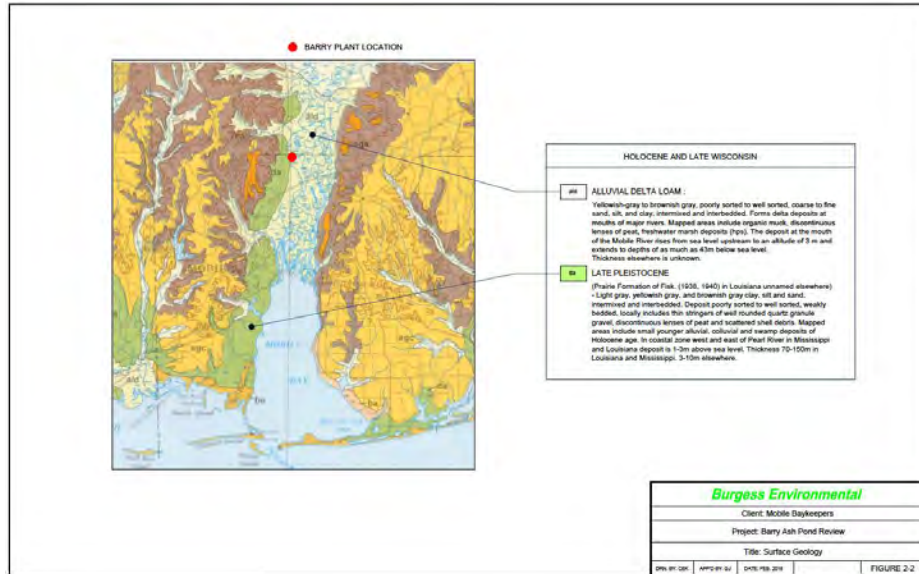 BARRY PLANT LOCATION
ald
HOLOCENE AND LATE WISCONSIN
ald ALLUVIAL DELTA LOAM :
Yellowish-gray to brownish gray, poorly sorted to well sorted, coarse to fine
sand, silt, and clay, intermixed and interbedded. Forms delta deposits at
mouths of major rivers. Mapped areas include organic muck, discontinuous
lenses of peat, freshwater marsh deposits (hps). The deposit at the mouth
of the Mobile River rises from sea level upstream to an altitude of 3 m and
extends to depths of as much as 43m below sea level.
Thickness elsewhere is unknown.
LATE PLEISTOCENE
(Prairie Formation of Fisk, (1938, 1940) in Louisiana unnamed elsewhere)
- Light gray, yellowish gray, and brownish gray clay, silt and sand,
intermixed and interbedded. Deposit poorly sorted to well sorted, weakly
bedded, locally includes thin stringers of well rounded quartz granule
gravel, discontinuous lenses of peat and scattered shell debris. Mapped
areas include small younger alluvial, colluvial and swamp deposits of
Holocene age. In coastal zone west and east of Pearl River in Mississippi
and Louisiana deposit is 1-3m above sea level. Thickness 70-150m in
Louisiana and Mississippi. 3-10m elsewhere.
egc
egc
ald
BAY
Burgess Environmental
Client: Mobile Baykeepers
Project: Barry Ash Pond Review
Title: Surface Geology
FIGURE 2-2